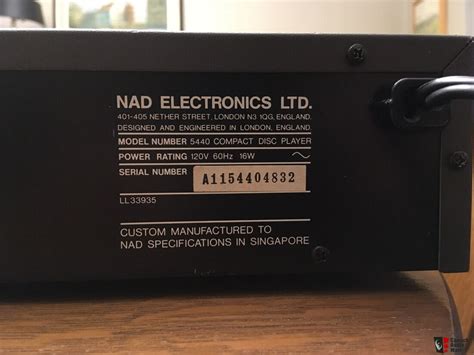 NAD ELECTRONICS LTD.
401-405 NETHER STREET, LONDON N3 1QG, ENGLAND.
DESIGNED AND ENGINEERED IN LONDON, ENGLAND.
MODEL NUMBER 5440 COMPACT DISC PLAYER
POWER RATING 120V 60Hz 16W ~
SERIAL NUMBER A1154404832
LL33935
CUSTOM MANUFACTURED TO
NAD SPECIFICATIONS IN SINGAPORE